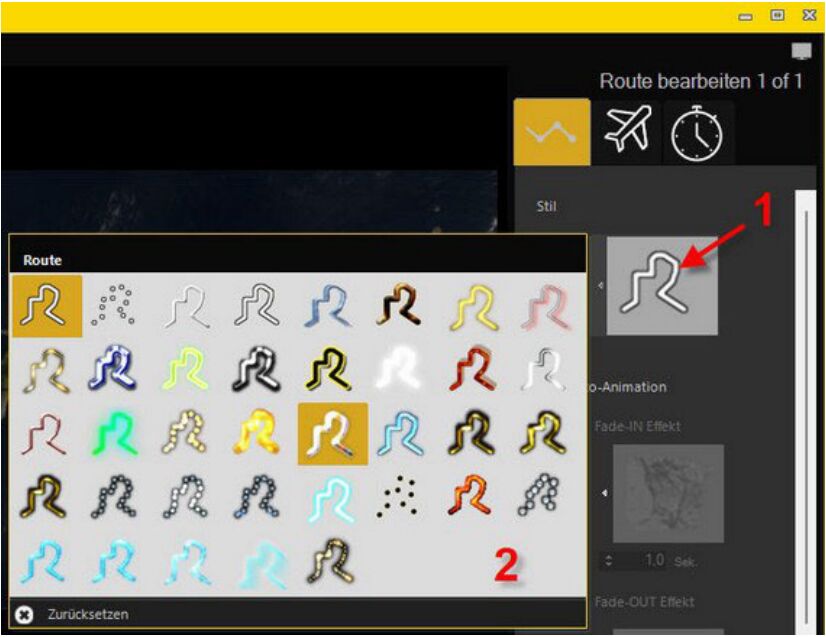 Route bearbeiten 1 of 1
Stil
1
Route
o-Animation
Fade-IN Effekt
1,0 Sek.
2
Fade-OUT Effekt
Zurücksetzen